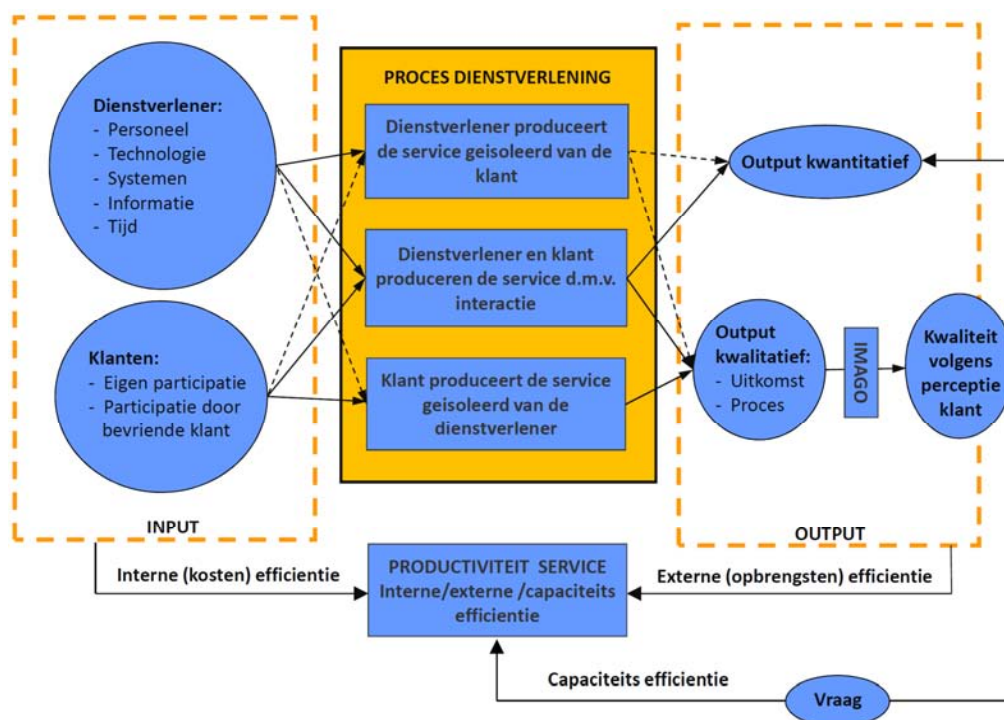 Dienstverlener:
- Personeel
- Technologie
- Systemen
- Informatie
- Tijd
Klanten:
- Eigen participatie
- Participatie door
bevriende klant
INPUT
PROCES DIENSTVERLENING
Dienstverlener produceert
de service geisoleerd van de
klant
Dienstverlener en klant
produceren de service d.m.v.
interactie
Klant produceert de service
geisoleerd van de
dienstverlener
Output kwantitatief
Output
kwalitatief:
- Uitkomst
- Proces
IMAGO
Kwaliteit
volgens
perceptie
klant
OUTPUT
Interne (kosten) efficientie
PRODUCTIVITEIT SERVICE
Interne/externe /capaciteits
efficientie
Externe (opbrengsten) efficientie
Capaciteits efficientie
Vraag